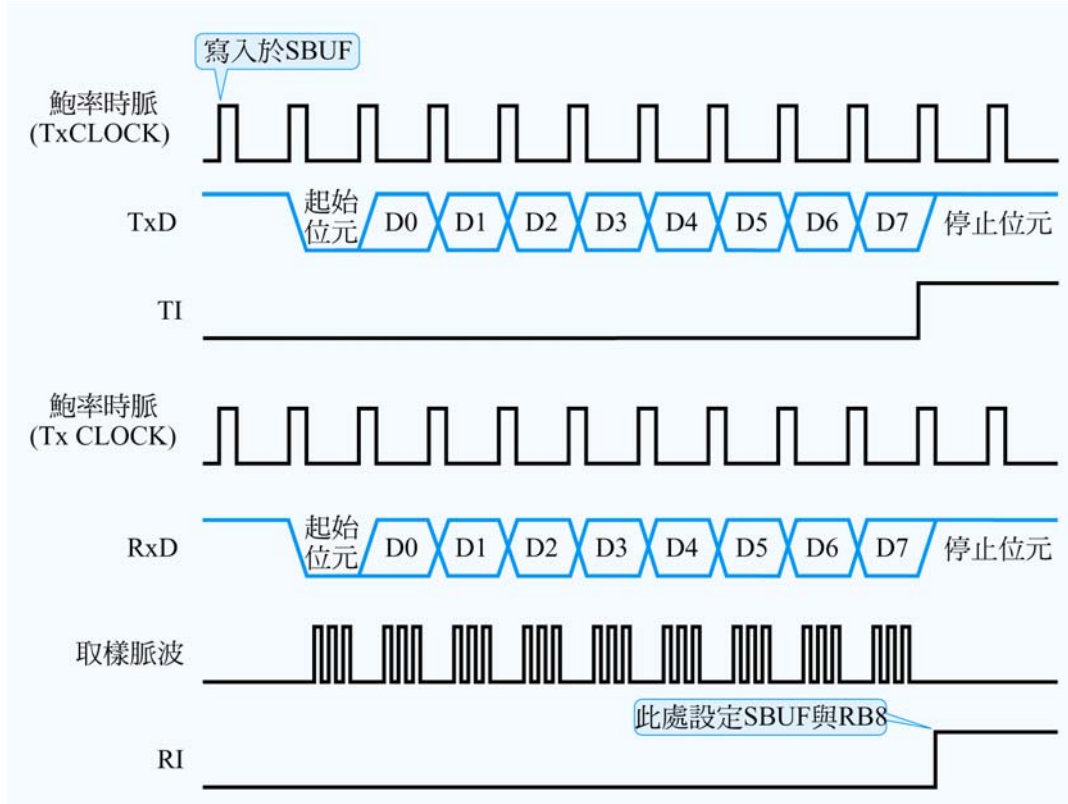 寫入於SBUF
鮑率時脈
(TxCLOCK)
TxD
起始
位元
D0 D1 D2 D3 D4 D5 D6 D7 停止位元
TI
鮑率時脈
(Tx CLOCK)
RxD
起始
位元
D0 D1 D2 D3 D4 D5 D6 D7 停止位元
取樣脈波
此處設定SBUF與RB8
RI